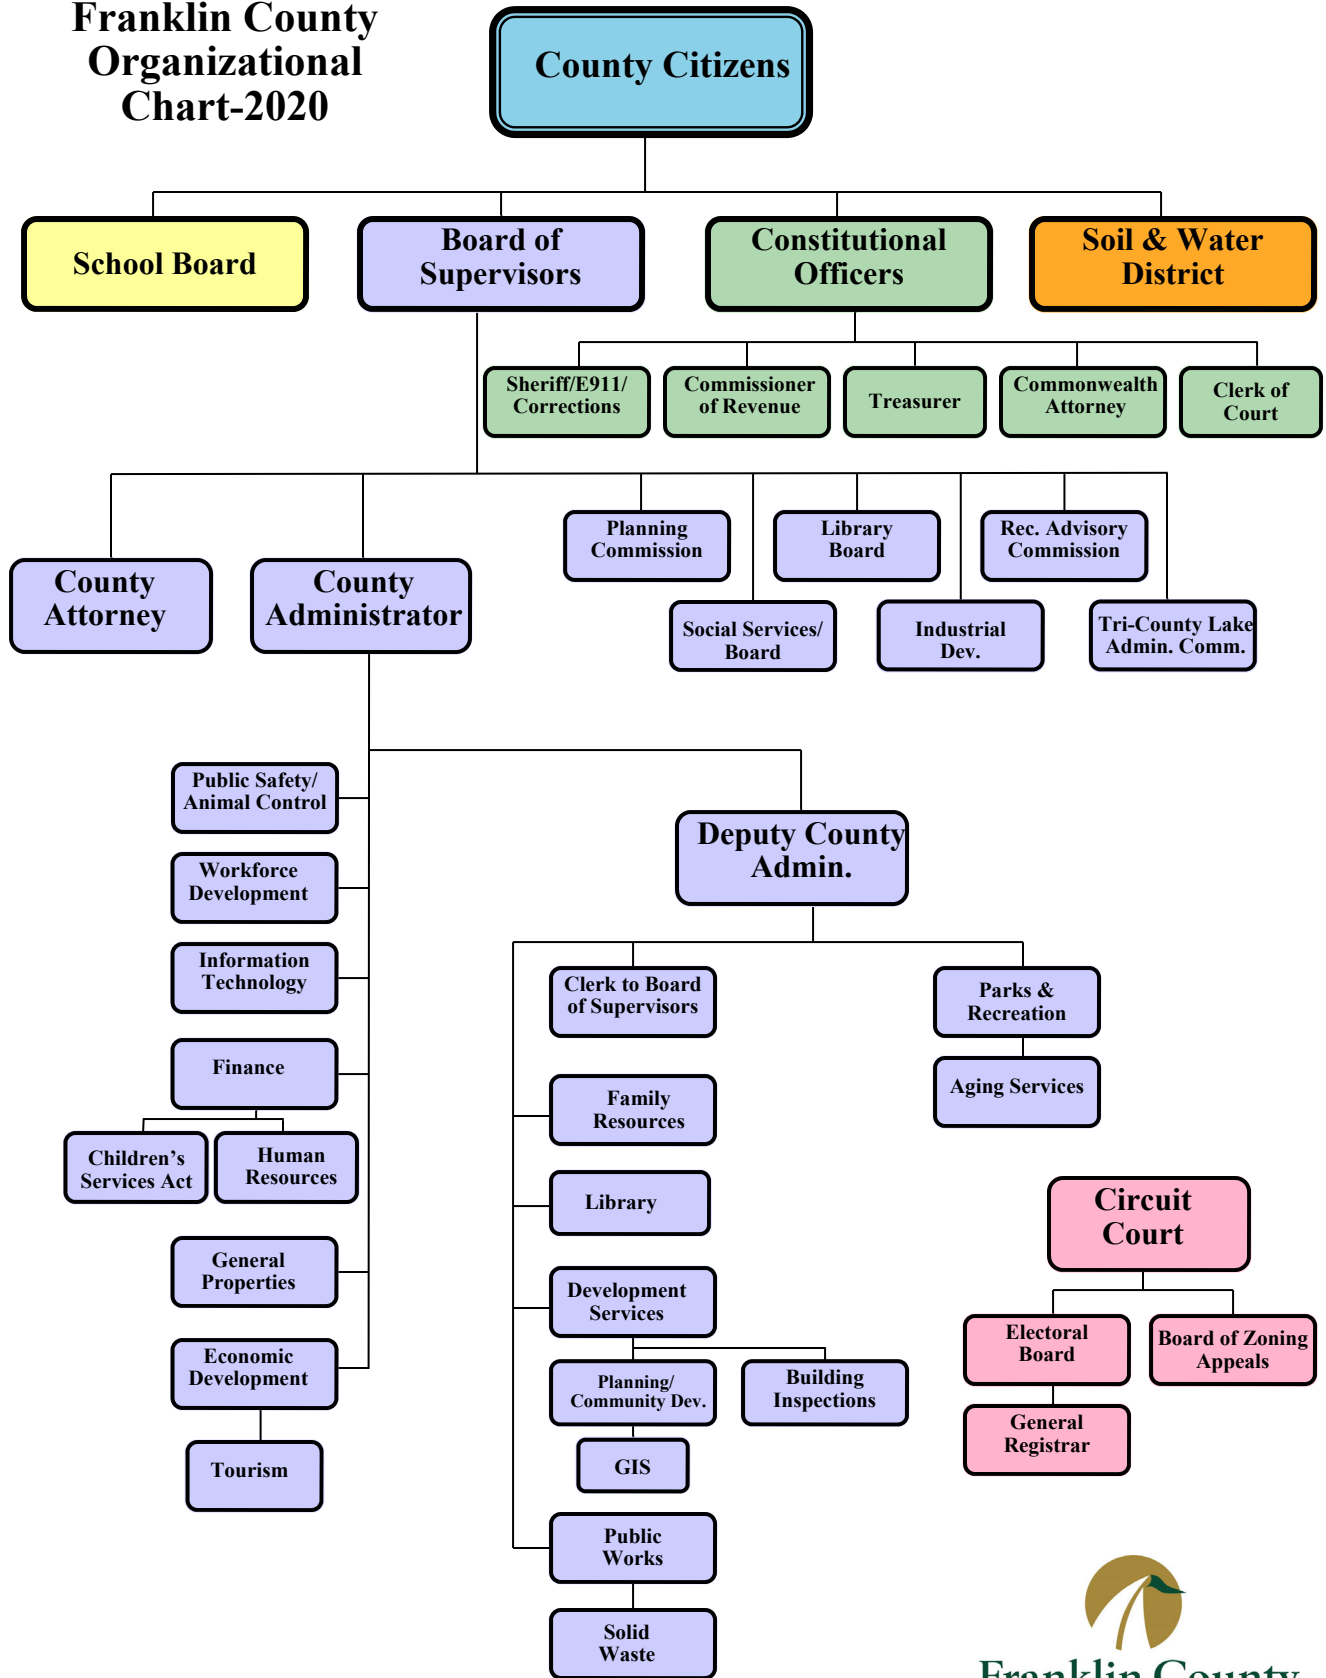 Franklin County
Organizational
Chart-2020
County Citizens
School Board
Board of
Supervisors
Constitutional
Officers
Soil & Water
District
Sheriff/E911/
Corrections
Commissioner
of Revenue
Treasurer
Commonwealth
Attorney
Clerk of
Court
County
Attorney
County
Administrator
Planning
Commission
Library
Board
Rec. Advisory
Commission
Social Services/
Board
Industrial
Dev.
Tri-County Lake
Admin. Comm.
Public Safety/
Animal Control
Workforce
Development
Information
Technology
Finance
Children’s
Services Act
Human
Resources
General
Properties
Economic
Development
Tourism
Deputy County
Admin.
Clerk to Board
of Supervisors
Parks &
Recreation
Aging Services
Family
Resources
Library
Development
Services
Planning/
Community Dev.
Building
Inspections
GIS
Public
Works
Solid
Waste
Circuit
Court
Electoral
Board
Board of Zoning
Appeals
General
Registrar
Franklin County